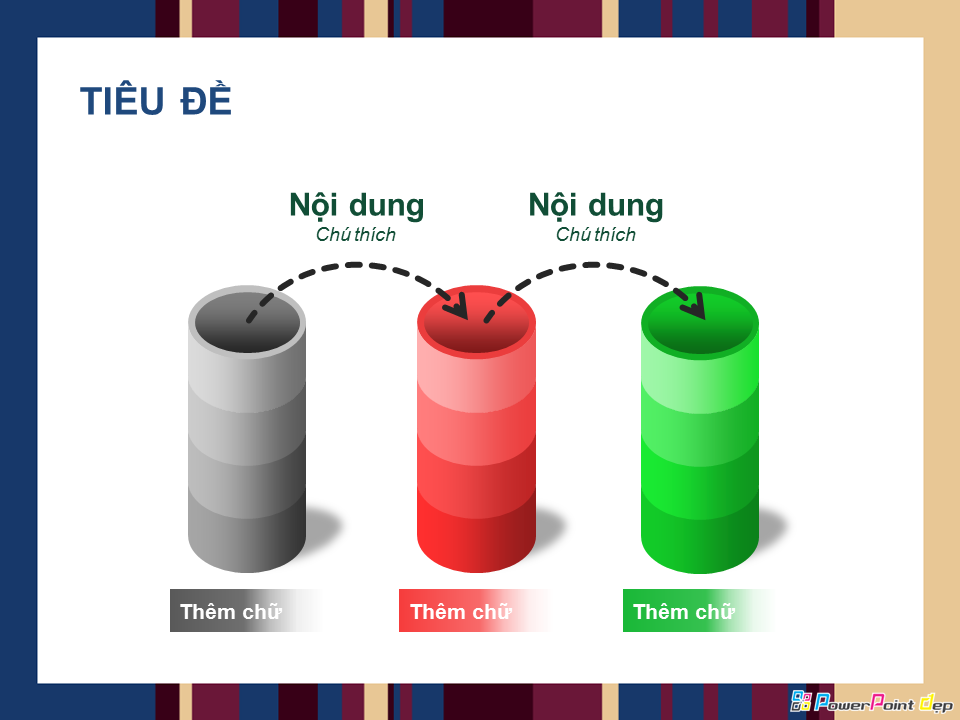 TIÊU ĐỀ
Nội dung
Chú thích
Nội dung
Chú thích
Thêm chữ
Thêm chữ
Thêm chữ
PowerPoint đẹp